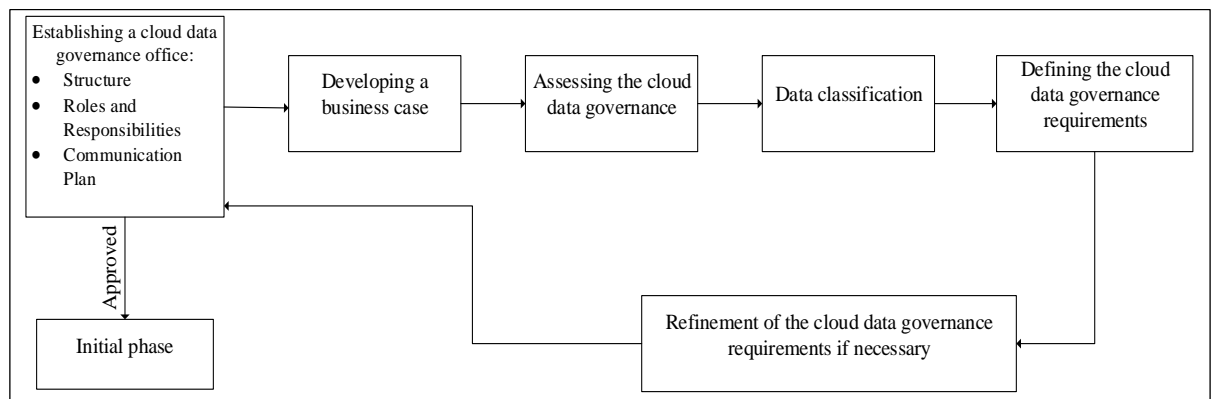 Establishing a cloud data
governance office:
• Structure
• Roles and
Responsibilities
• Communication
Plan
Developing a
business case
Assessing the cloud
data governance
Data classification
Defining the cloud
data governance
requirements
Approved
Initial phase
Refinement of the cloud data governance
requirements if necessary